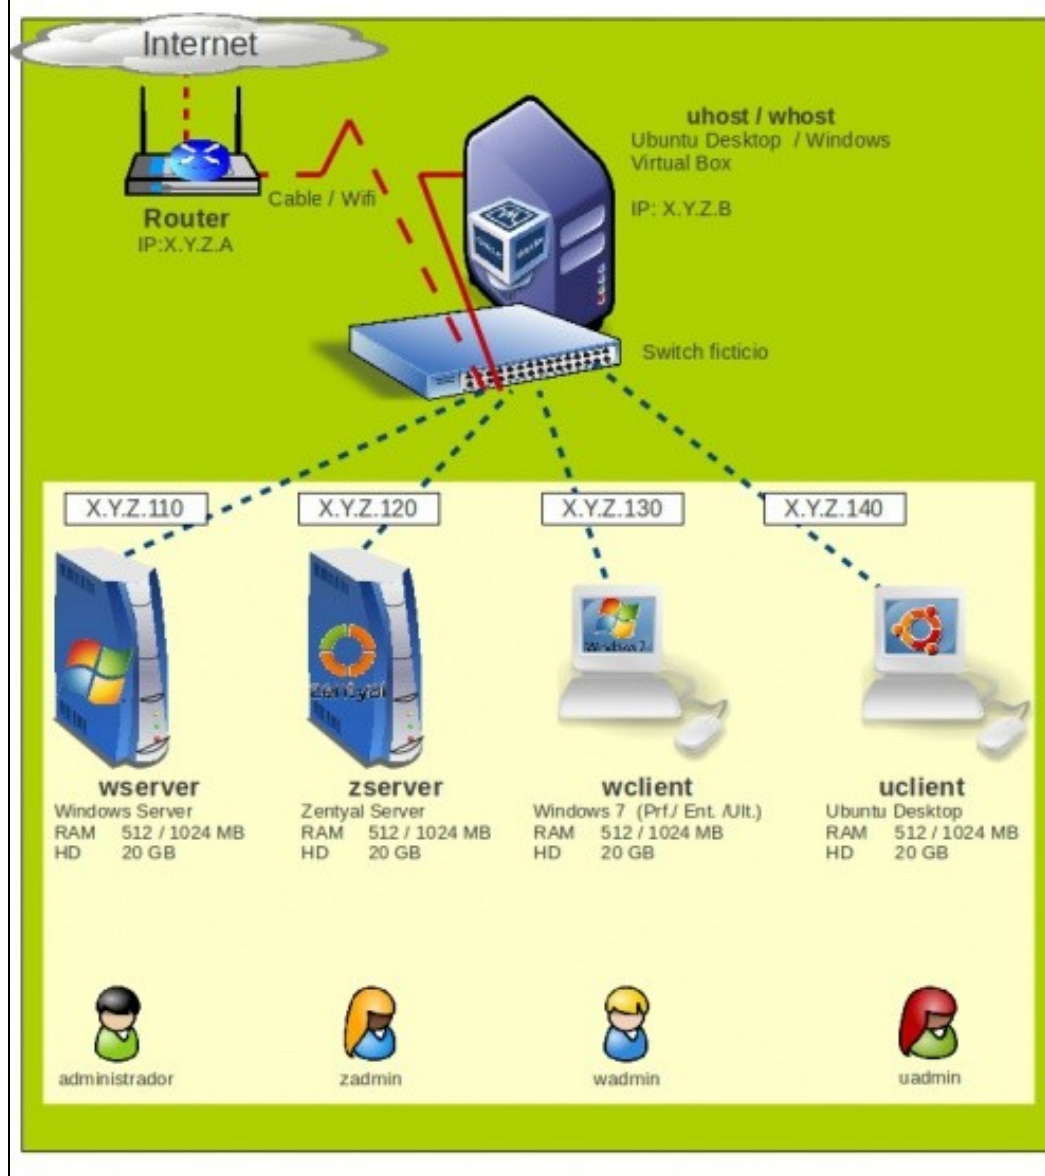 Internet
uhost / whost
Ubuntu Desktop / Windows
Virtual Box
Cable / Wifi
IP: X.Y.Z.B
Router
IP:X.Y.Z.A
Switch ficticio
X.Y.Z.110
X.Y.Z.120
X.Y.Z.130
X.Y.Z.140
Windows 7
zentyal
wserver
Windows Server
RAM 512 / 1024 MB
HD 20 GB
zserver
Zentyal Server
RAM 512 / 1024 MB
HD 20 GB
wclient
Windows 7 (Prf./ Ent. /Ult.)
RAM 512 / 1024 MB
HD 20 GB
uclient
Ubuntu Desktop
RAM 512 / 1024 MB
HD 20 GB
administrador
zadmin
wadmin
uadmin